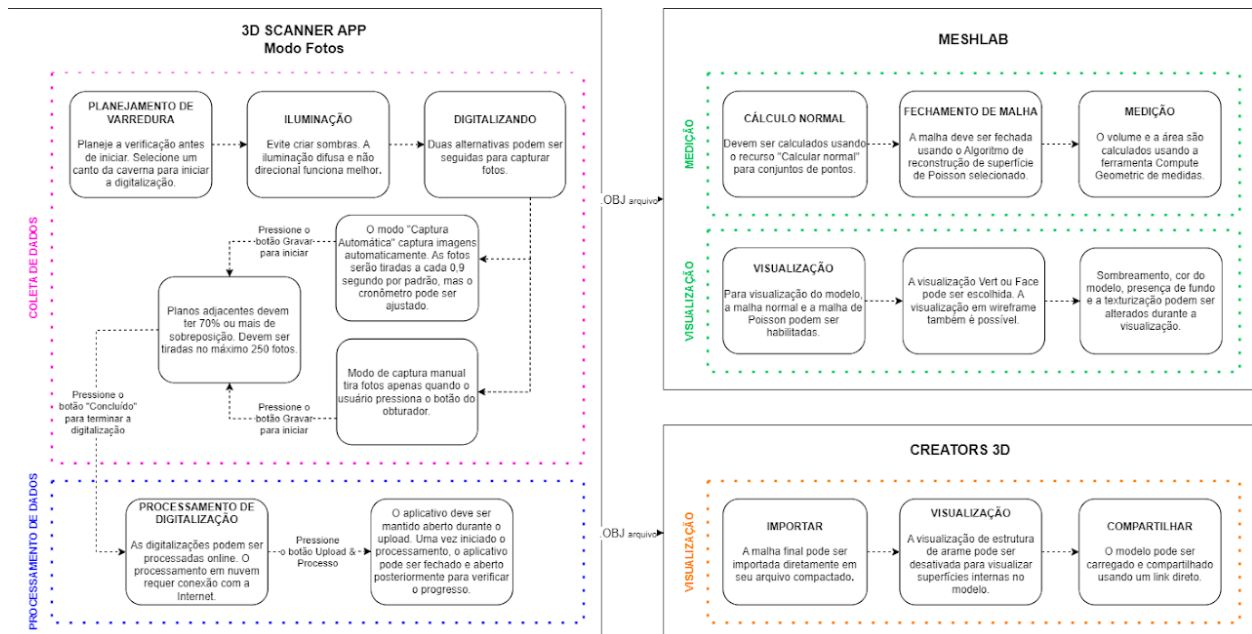 3D SCANNER APP
Modo Fotos
COLETA DE DADOS
PLANEJAMENTO DE
VARREDURA
Planeje a verificação antes
de iniciar. Selecione um
canto da caverna para iniciar
a digitalização.
ILUMINAÇÃO
Evite criar sombras. A
iluminação difusa e não
direcional funciona melhor.
DIGITALIZANDO
Duas alternativas podem ser
seguidas para capturar
fotos.
Pressione o
botão Gravar
para iniciar
O modo "Captura
Automática" captura imagens
automaticamente. As fotos
serão tiradas a cada 0,9
segundo por padrão, mas o
cronômetro pode ser
ajustado.
Planos adjacentes devem
ter 70% ou mais de
sobreposição. Devem ser
tiradas no máximo 250 fotos.
Modo de captura manual
tira fotos apenas quando o
usuário pressiona o botão do
obturador.
Pressione o
botão Gravar
para iniciar
Pressione o
botão "Concluído"
para terminar a
digitalização
PROCESSAMENTO DE DADOS
PROCESSAMENTO DE
DIGITALIZAÇÃO
As digitalizações podem ser
processadas online. O
processamento em nuvem
requer conexão com a
Internet.
Pressione
o botão Upload &
Processo
O aplicativo deve ser
mantido aberto durante o
upload. Uma vez iniciado o
processamento, o aplicativo
pode ser fechado e aberto
posteriormente para verificar
o progresso.
OBJ arquivo
OBJ arquivo
MESHLAB
MEDIÇÃO
CÁLCULO NORMAL
Devem ser calculados usando
o recurso "Calcular normal"
para conjuntos de pontos.
FECHAMENTO DE MALHA
A malha deve ser fechada
usando o Algoritmo de
reconstrução de superfície
de Poisson selecionado.
MEDIÇÃO
O volume e a área são
calculados usando a
ferramenta Compute
Geometric de medidas.
VISUALIZAÇÃO
VISUALIZAÇÃO
Para visualização do modelo,
a malha normal e a malha de
Poisson podem ser
habilitadas.
A visualização Vert ou Face
pode ser escolhida. A
visualização em wireframe
também é possível.
Sombreamento, cor do
modelo, presença de fundo
e a texturização podem ser
alterados durante a
visualização.
CREATORS 3D
VISUALIZAÇÃO
IMPORTAR
A malha final pode ser
importada diretamente em
seu arquivo compactado.
VISUALIZAÇÃO
A visualização de estrutura
de arame pode ser
desativada para visualizar
superfícies internas no
modelo.
COMPARTILHAR
O modelo pode ser
carregado e compartilhado
usando um link direto.